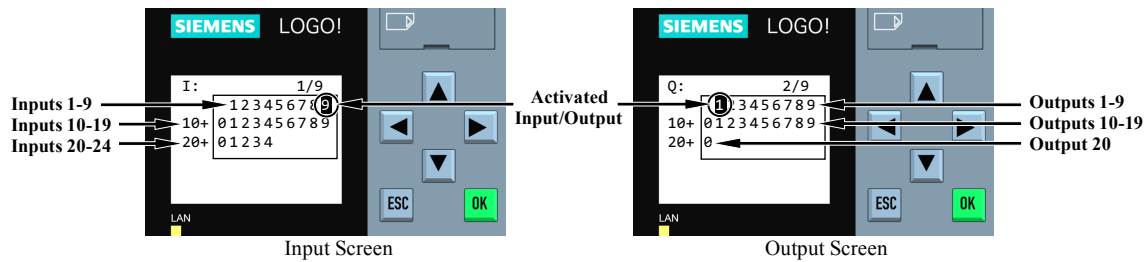 SIEMENS LOGO!
I: 1/9
123456789
10+ 0123456789
20+ 01234
LAN
ESC
OK
Inputs 1-9
Inputs 10-19
Inputs 20-24
Input Screen
Activated
Input/Output
SIEMENS LOGO!
Q: 2/9
123456789
10+ 0123456789
20+ 0
LAN
ESC
OK
Outputs 1-9
Outputs 10-19
Output 20
Output Screen